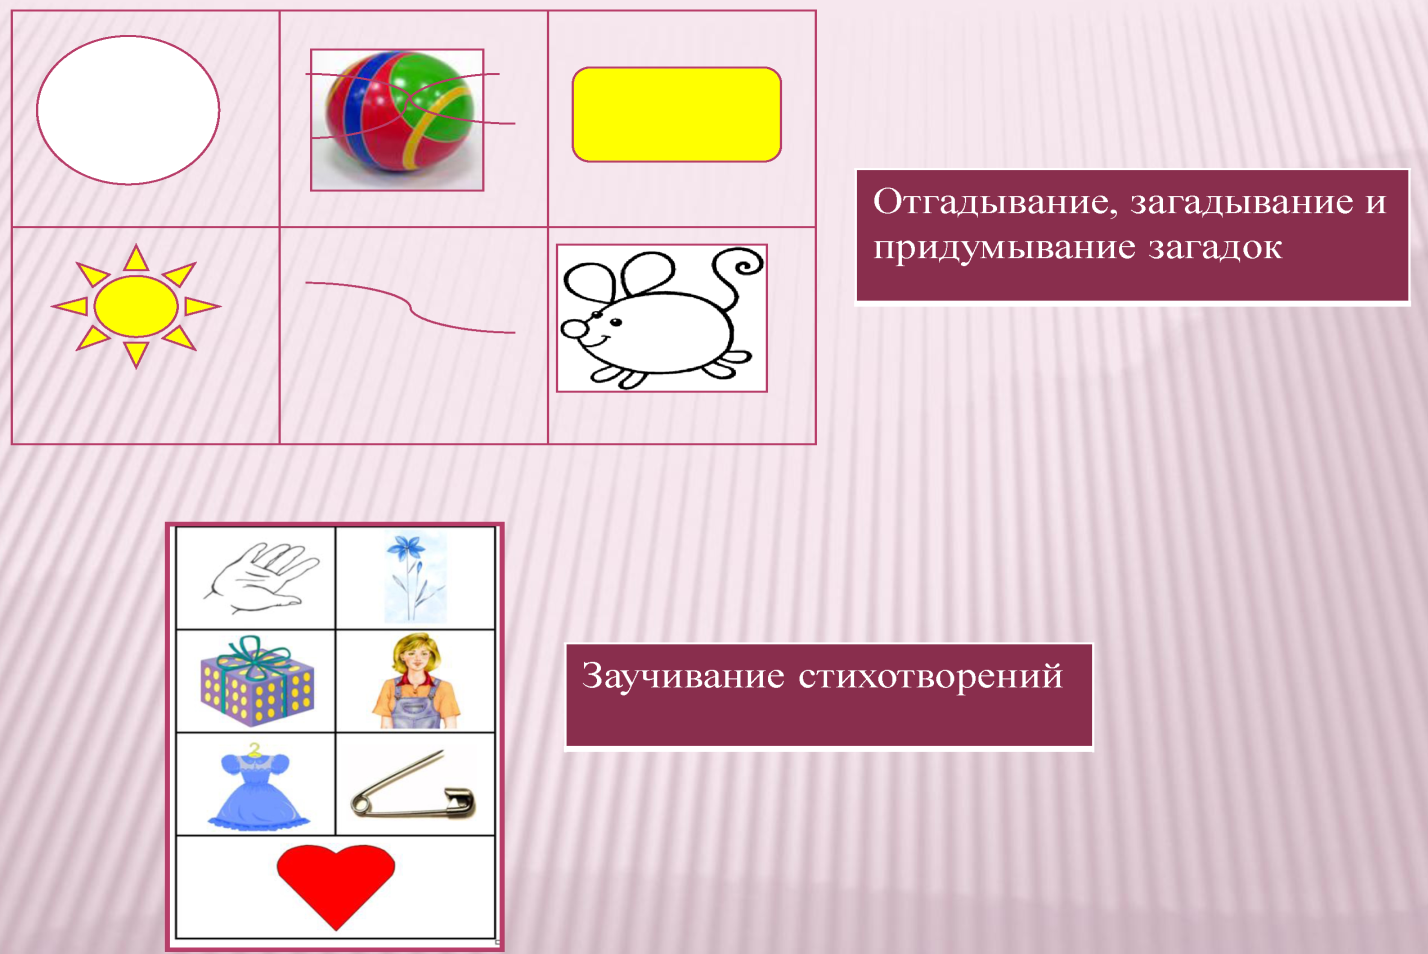 Отгадывание, загадывание и
придумывание загадок
Заучивание стихотворений